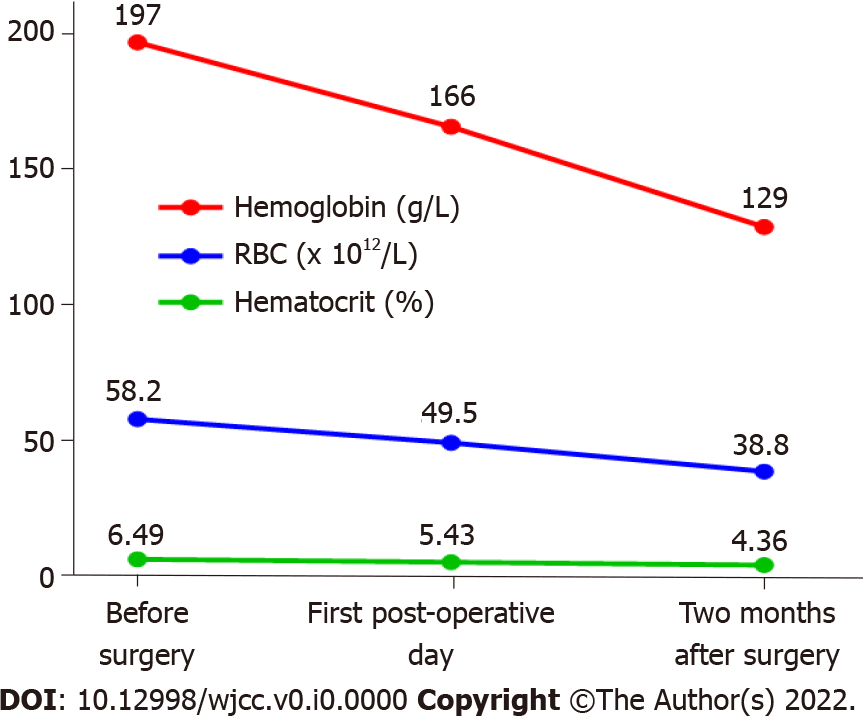 200
197
166
150
129
Hemoglobin (g/L)
RBC (x 10¹²/L)
Hematocrit (%)
100
58.2
49.5
50
38.8
6.49
5.43
4.36
0
Before
surgery
First post-operative
day
Two months
after surgery
DOI: 10.12998/wjcc.v0.i0.0000 Copyright ©The Author(s) 2022.